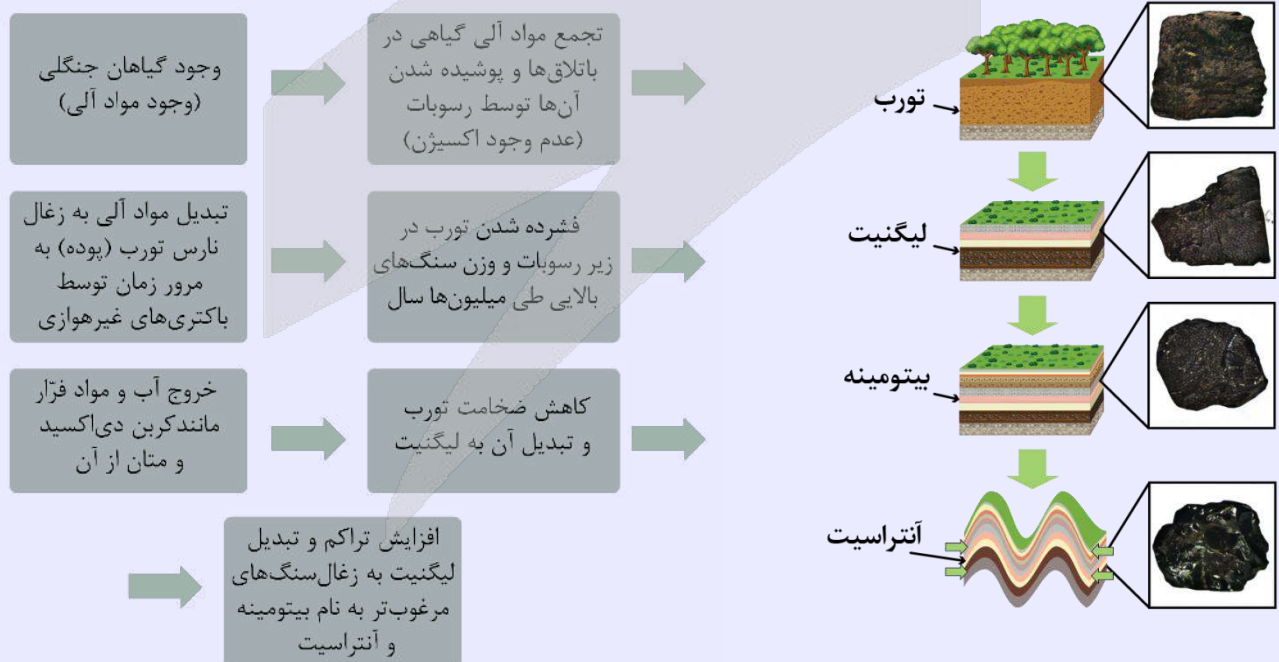 وجود گیاهان جنگلی
(وجود مواد آلی)
تجمع مواد آلی گیاهی در
باتلاق‌ها و پوشیده شدن
آن‌ها توسط رسوبات
(عدم وجود اکسیژن)
تبدیل مواد آلی به زغال
نارس تورب (پوده) به
مرور زمان توسط
باکتری‌های غیرهوازی
فشرده شدن تورب در
زیر رسوبات و وزن سنگ‌های
بالایی طی میلیون‌ها سال
خروج آب و مواد فرّار
مانندکربن دی‌اکسید
و متان از آن
کاهش ضخامت تورب
و تبدیل آن به لیگنیت
افزایش تراکم و تبدیل
لیگنیت به زغال‌سنگ‌های
مرغوب‌تر به نام بیتومینه
و آنتراسیت
تورب
لیگنیت
بیتومینه
آنتراسیت